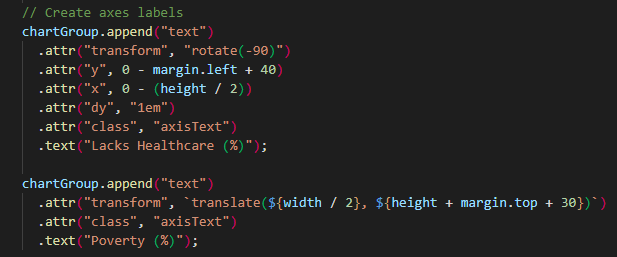 // Create axes labels
chartGroup.append("text")
.attr("transform", "rotate(-90)")
.attr("y", 0 - margin.left + 40)
.attr("x", 0 - (height / 2))
.attr("dy", "1em")
.attr("class", "axisText")
.text("Lacks Healthcare (%)");
chartGroup.append("text")
.attr("transform", `translate(${width / 2}, ${height + margin.top + 30})`)
.attr("class", "axisText")
.text("Poverty (%)");